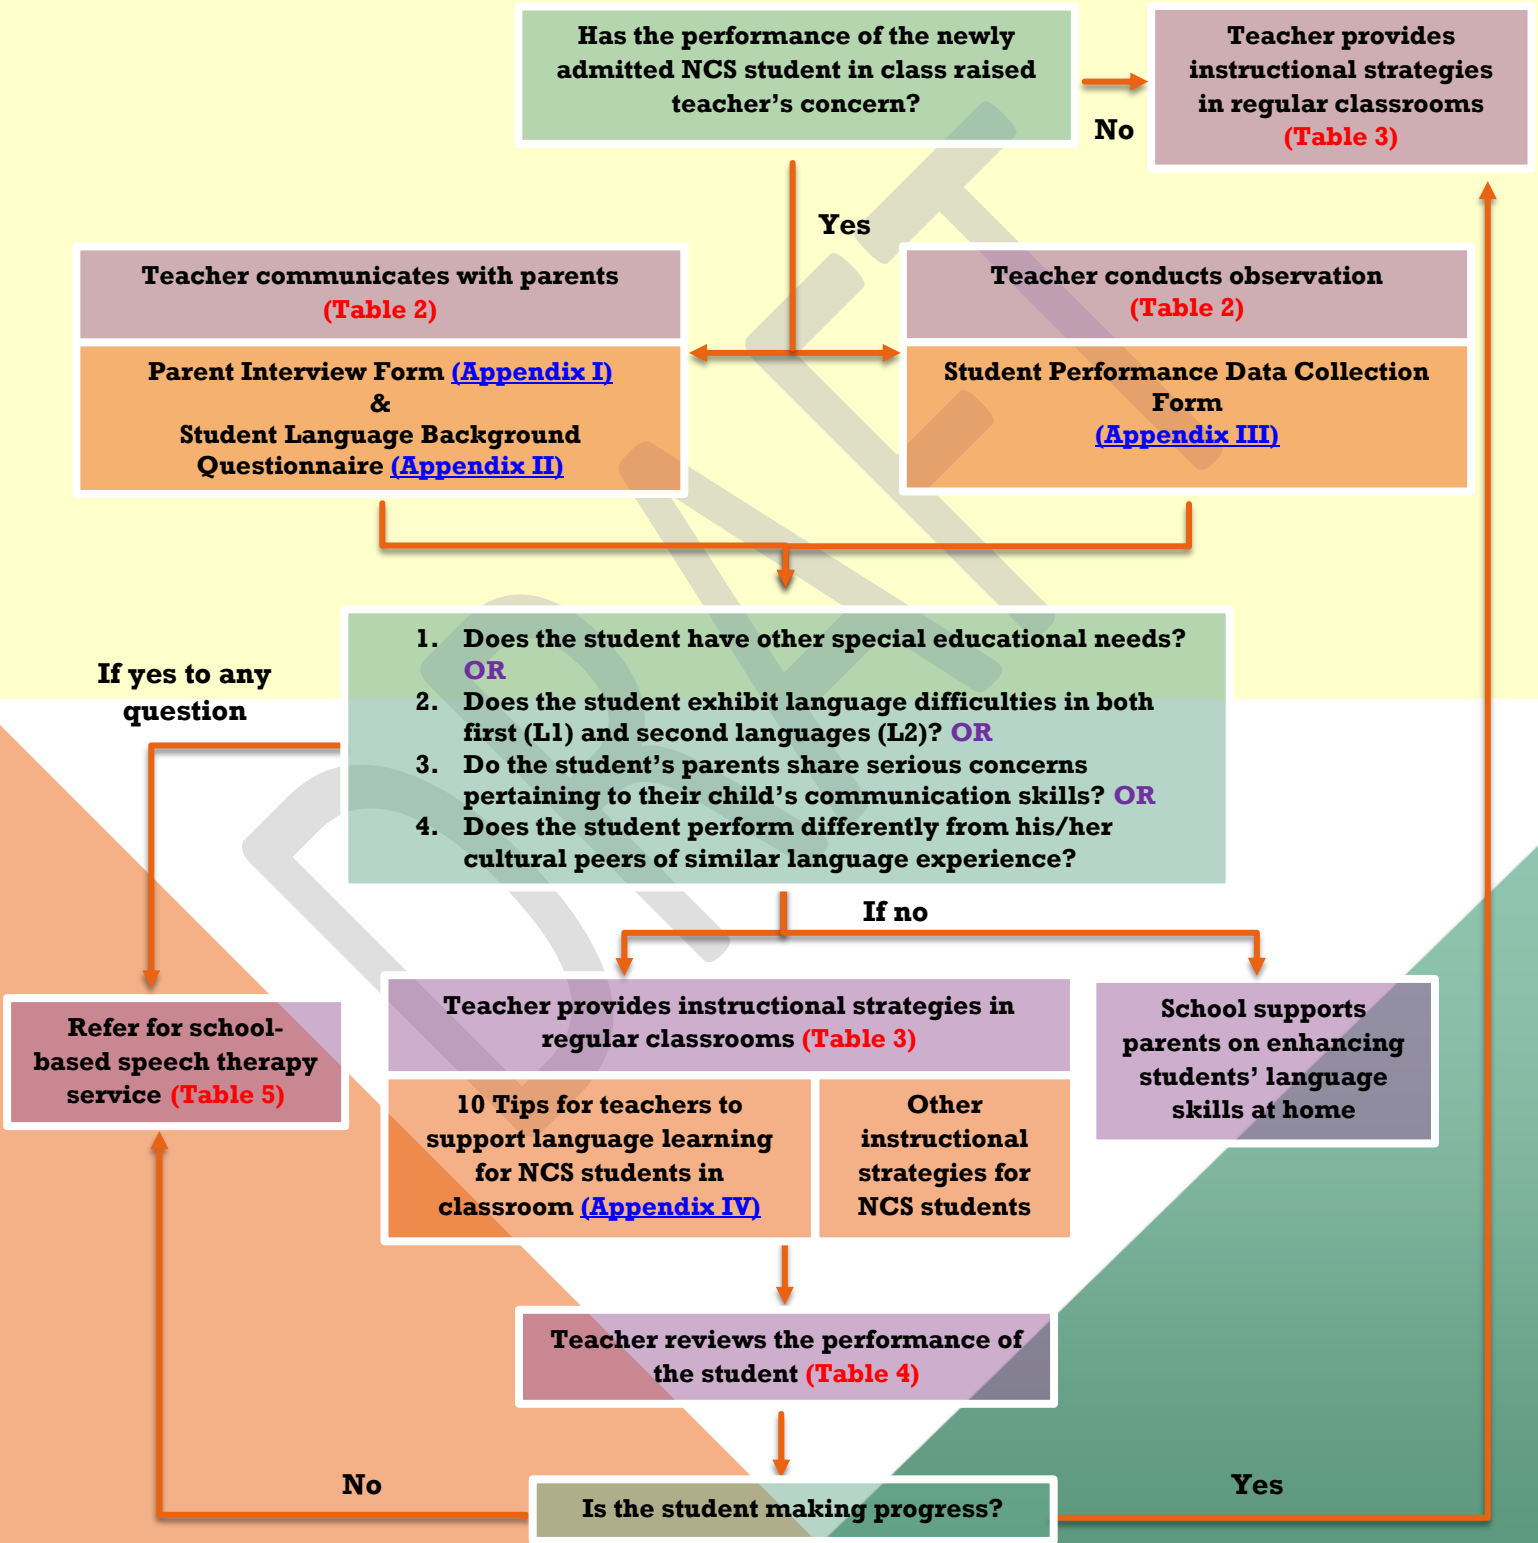 Has the performance of the newly
admitted NCS student in class raised
teacher’s concern?
No
Teacher provides
instructional strategies
in regular classrooms
(Table 3)
Yes
Teacher communicates with parents
(Table 2)
Parent Interview Form (Appendix I)
&
Student Language Background
Questionnaire (Appendix II)
Teacher conducts observation
(Table 2)
Student Performance Data Collection
Form
(Appendix III)
If yes to any
question
1. Does the student have other special educational needs?
OR
2. Does the student exhibit language difficulties in both
first (L1) and second languages (L2)? OR
3. Do the student’s parents share serious concerns
pertaining to their child’s communication skills? OR
4. Does the student perform differently from his/her
cultural peers of similar language experience?
If no
Refer for school-
based speech therapy
service (Table 5)
Teacher provides instructional strategies in
regular classrooms (Table 3)
10 Tips for teachers to
support language learning
for NCS students in
classroom (Appendix IV)
Other
instructional
strategies for
NCS students
School supports
parents on enhancing
students’ language
skills at home
Teacher reviews the performance of
the student (Table 4)
No
Is the student making progress?
Yes
DRAFT